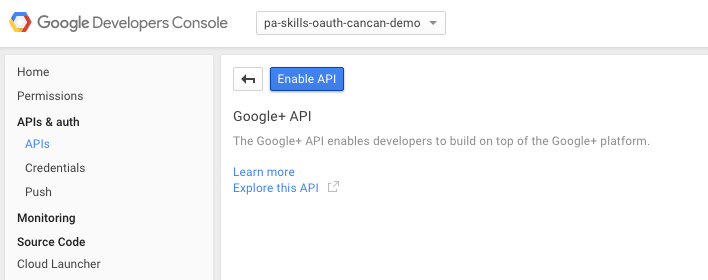 Google Developers Console
pa-skills-oauth-cancan-demo
Home
Permissions
APIs & auth
APIs
Credentials
Push
Monitoring
Source Code
Cloud Launcher
Enable API
Google+ API
The Google+ API enables developers to build on top of the Google+ platform.
Learn more
Explore this API